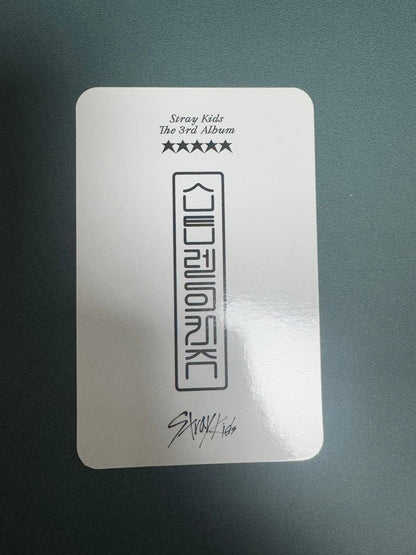 Stray Kids
The 3rd Album
★★★★★
스트레이키즈
Stray Kids